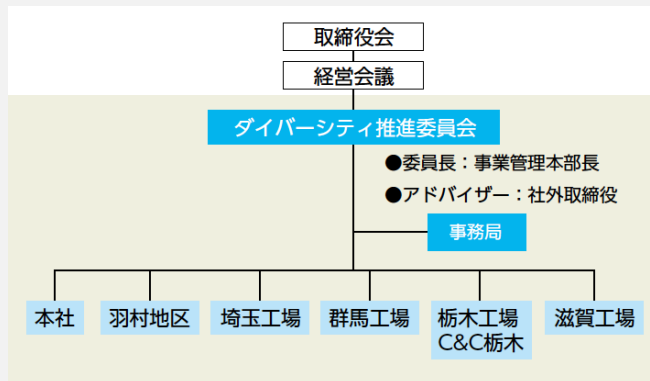 取締役会
経営会議
ダイバーシティ推進委員会
●委員長：事業管理本部長
●アドバイザー：社外取締役
事務局
本社
羽村地区
埼玉工場
群馬工場
栃木工場
C&C栃木
滋賀工場